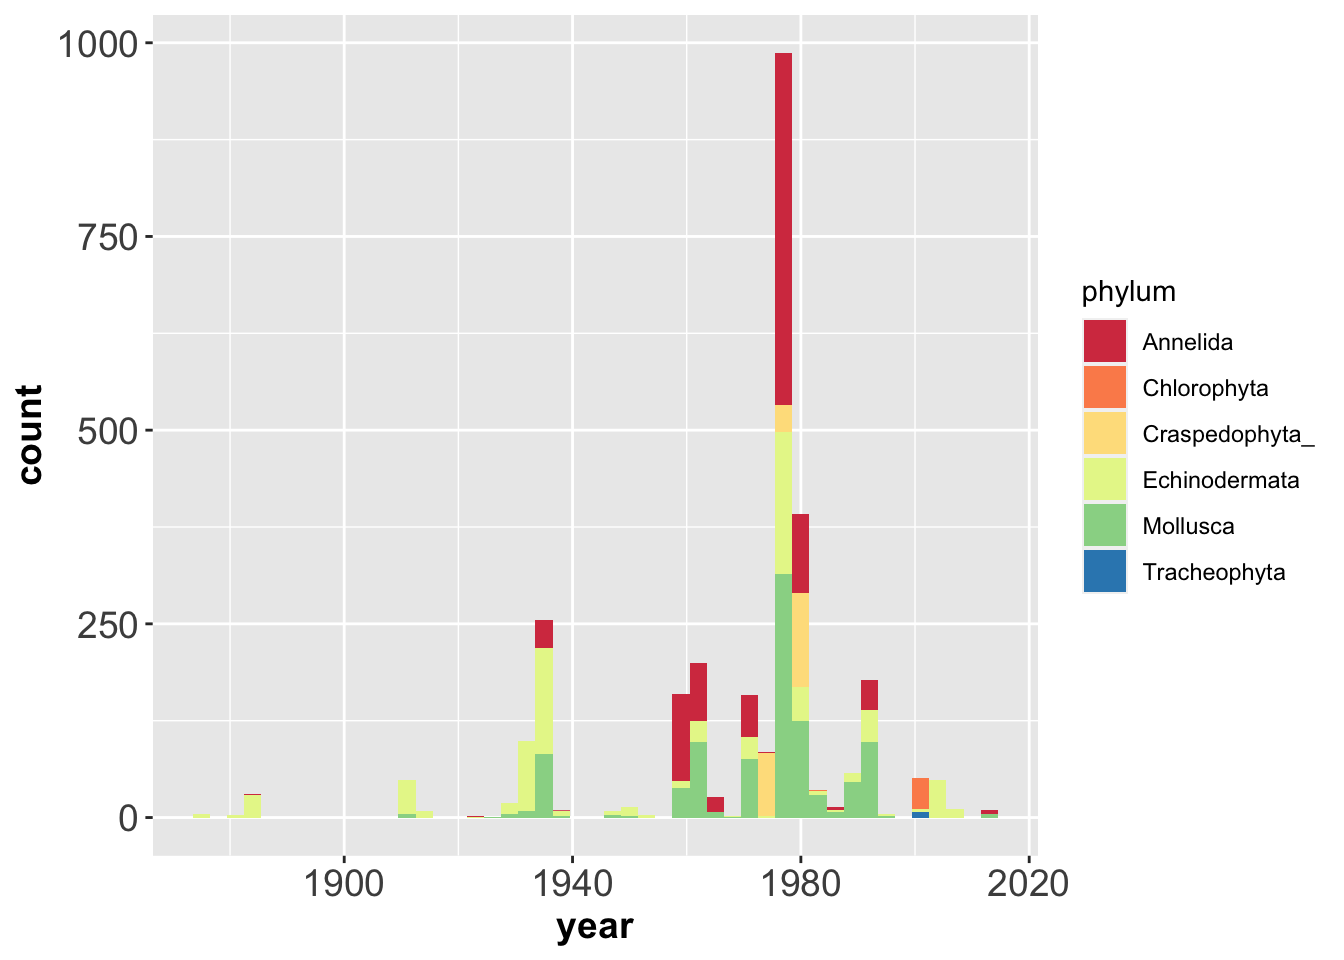 1000
750
500
250
0
count
1900 1940 1980 2020
year
phylum
Annelida
Chlorophyta
Craspedophyta_
Echinodermata
Mollusca
Tracheophyta